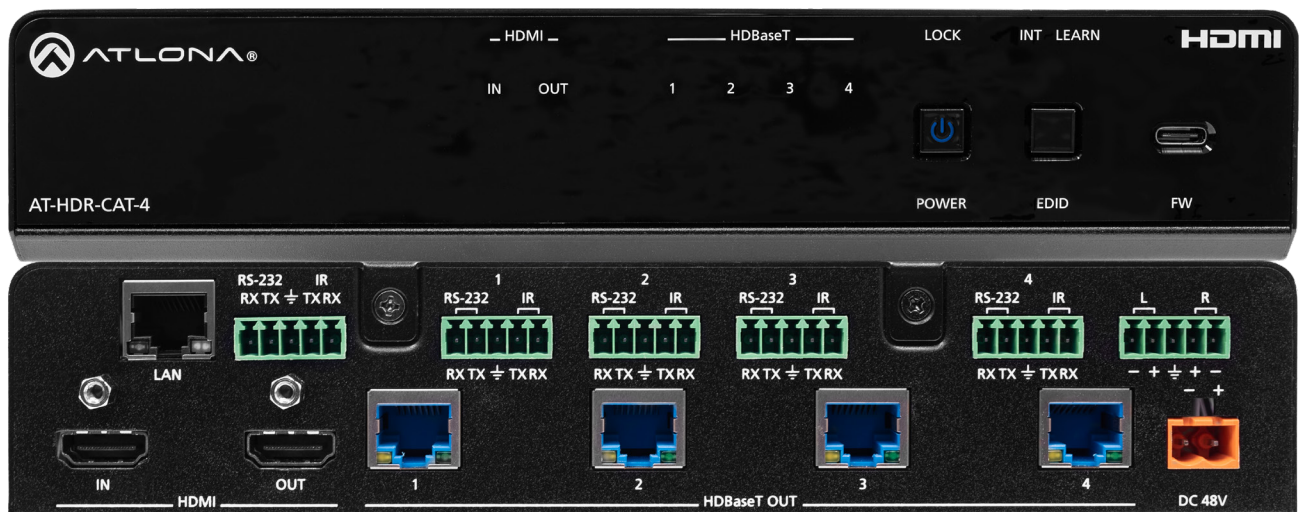 ATLONA®
HDMI
HDBaseT
LOCK
INT LEARN
HDMI
IN OUT
1 2 3 4
AT-HDR-CAT-4
POWER
EDID
FW
RS-232 IR
RX TX TX RX
1
RS-232 IR
RX TX TX RX
2
RS-232 IR
RX TX TX RX
3
RS-232 IR
RX TX TX RX
4
RS-232 IR
RX TX TX RX
L R
− + + −
− +
LAN
IN
OUT
HDMI
1
2
3
4
HDBaseT OUT
DC 48V